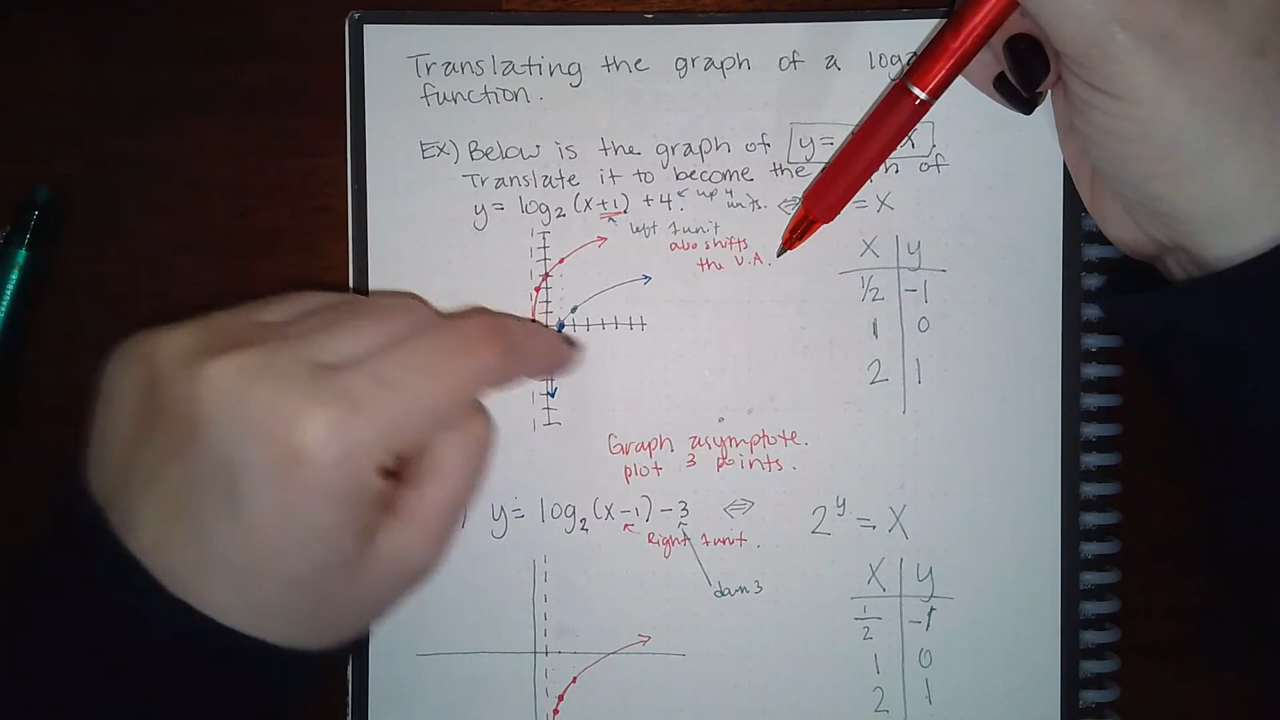 Translating the graph of a
function.
EX) Below is the graph of y=
Translate it to become the of
y = log₂ (x+1) +4. ↖ up 4 units. ⇔ = X
↖ left 1 unit
also shifts
the V.A.
X | y
1/2 | -1
1 | 0
2 | 1
Graph asymptote.
plot 3 points.
y = log₂(x-1)-3 ⇔ 2^y = X
↖ Right 1 unit.
down 3
X | y
1/2 | -1
1 | 0
2 | 1